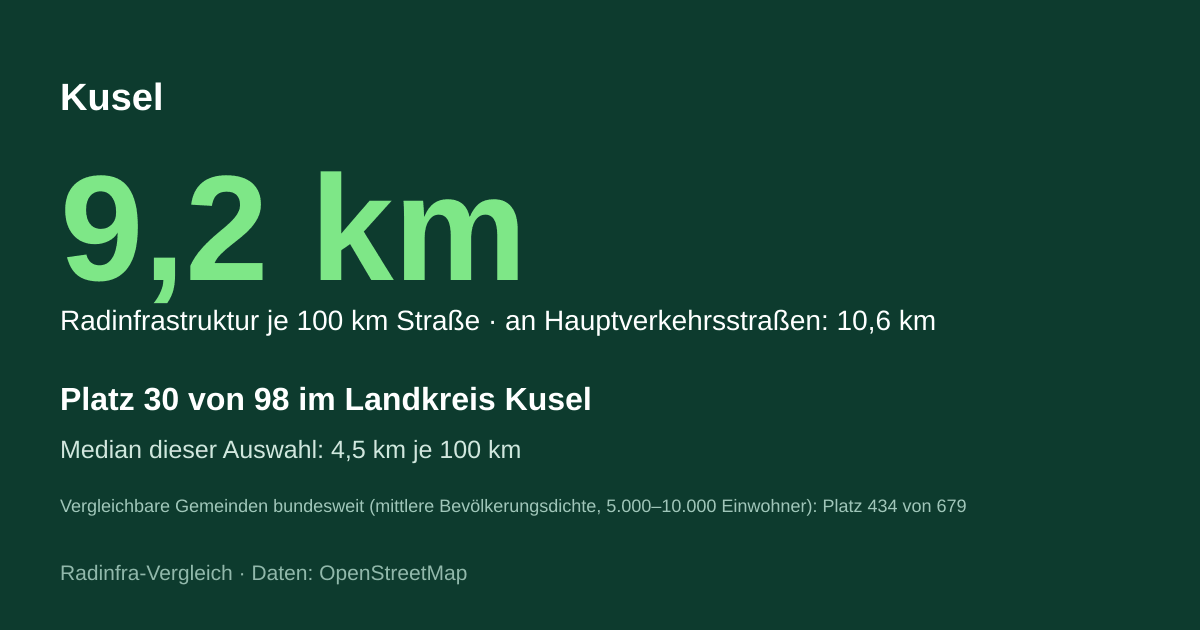 Kusel
9,2 km
Radinfrastruktur je 100 km Straße · an Hauptverkehrsstraßen: 10,6 km
Platz 30 von 98 im Landkreis Kusel
Median dieser Auswahl: 4,5 km je 100 km
Vergleichbare Gemeinden bundesweit (mittlere Bevölkerungsdichte, 5.000–10.000 Einwohner): Platz 434 von 679
Radinfra-Vergleich · Daten: OpenStreetMap